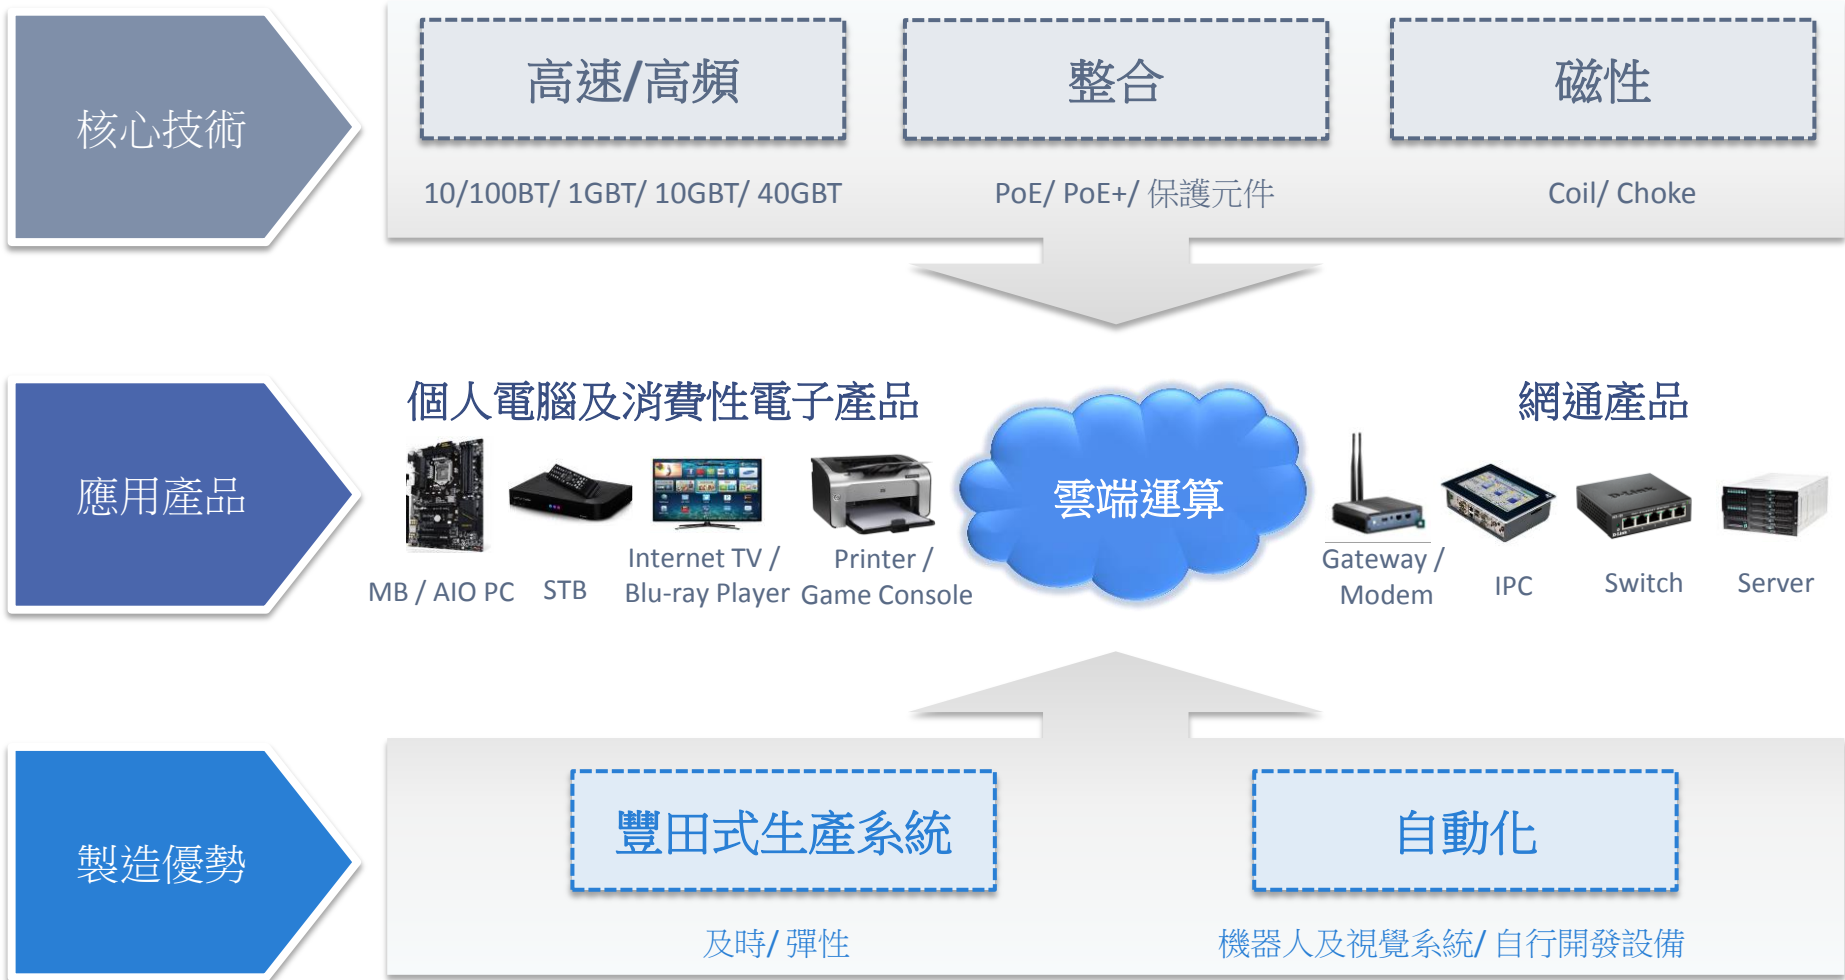 核心技術
高速/高頻
整合
磁性
10/100BT/ 1GBT/ 10GBT/ 40GBT
PoE/ PoE+/ 保護元件
Coil/ Choke
應用產品
個人電腦及消費性電子產品
網通產品
雲端運算
MB / AIO PC
STB
Internet TV /
Blu-ray Player
Printer /
Game Console
Gateway /
Modem
IPC
Switch
Server
D-Link
製造優勢
豐田式生產系統
自動化
及時/ 彈性
機器人及視覺系統/ 自行開發設備